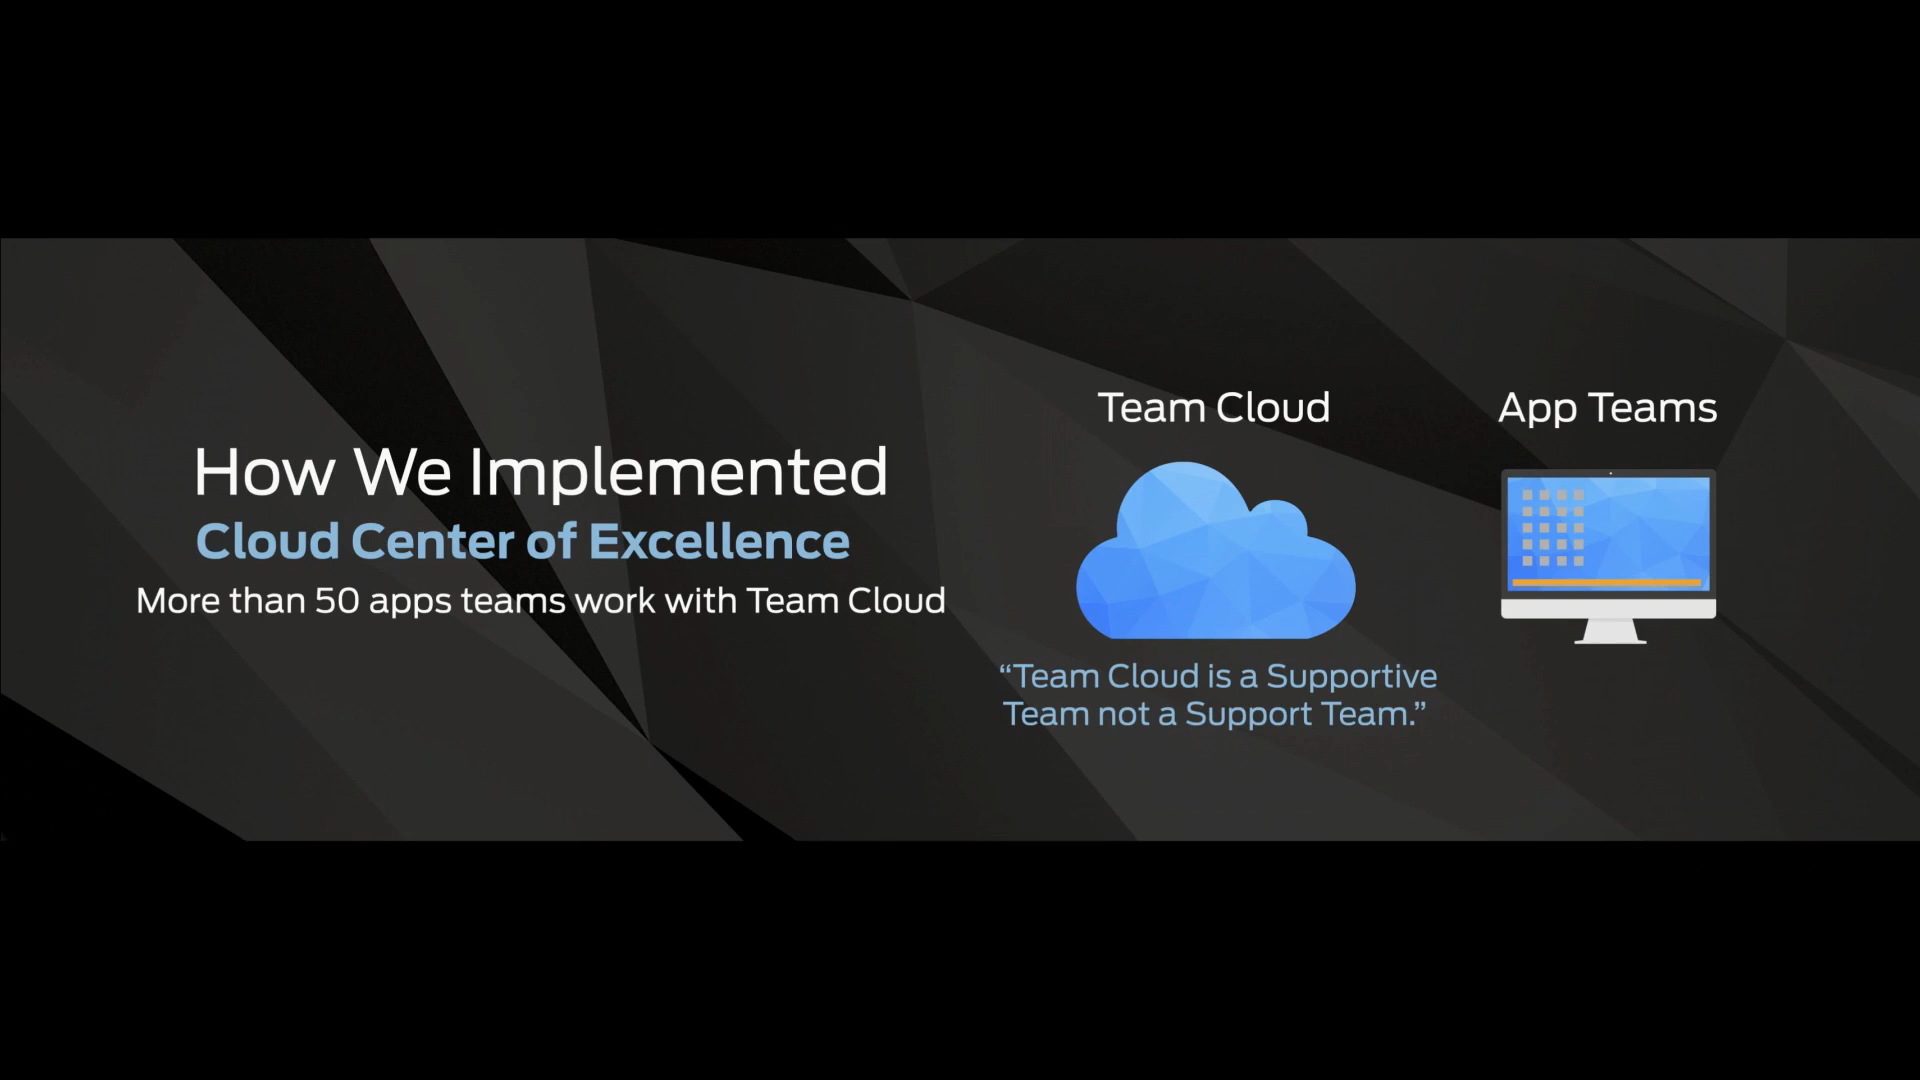 How We Implemented
Cloud Center of Excellence
More than 50 apps teams work with Team Cloud
Team Cloud
“Team Cloud is a Supportive
Team not a Support Team.”
App Teams